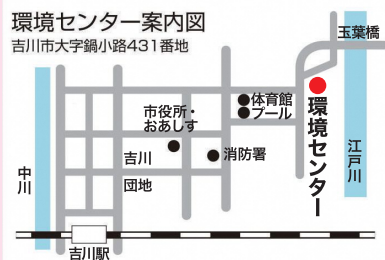 環境センター案内図
吉川市大字鍋小路431番地
玉葉橋
体育館
プール
市役所・
おあしす
環境センター
吉川
消防署
江戸川
団地
中川
吉川駅